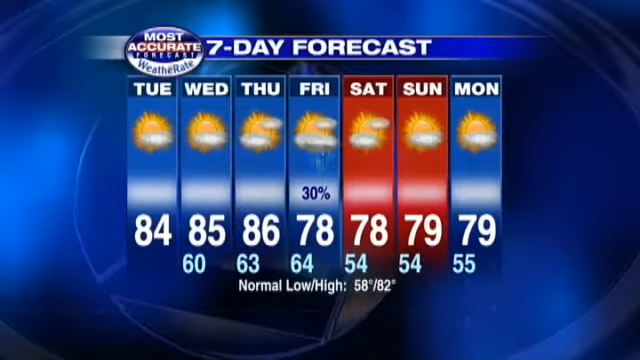 MOST
ACCURATE
FORECAST
WeatheRate
7-DAY FORECAST
TUE WED THU FRI SAT SUN MON
30%
84 85 86 78 78 79 79
60 63 64 54 54 55
Normal Low/High: 58°/82°